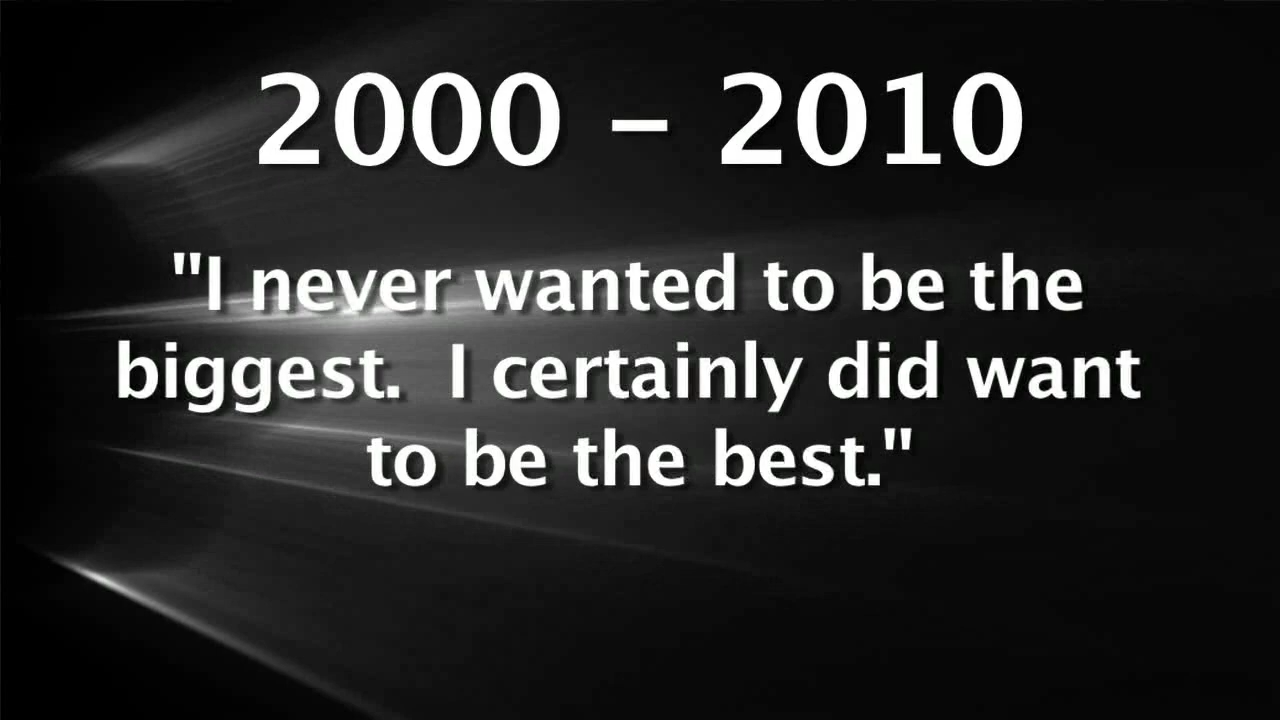 2000 – 2010
"I never wanted to be the
biggest.  I certainly did want
to be the best."